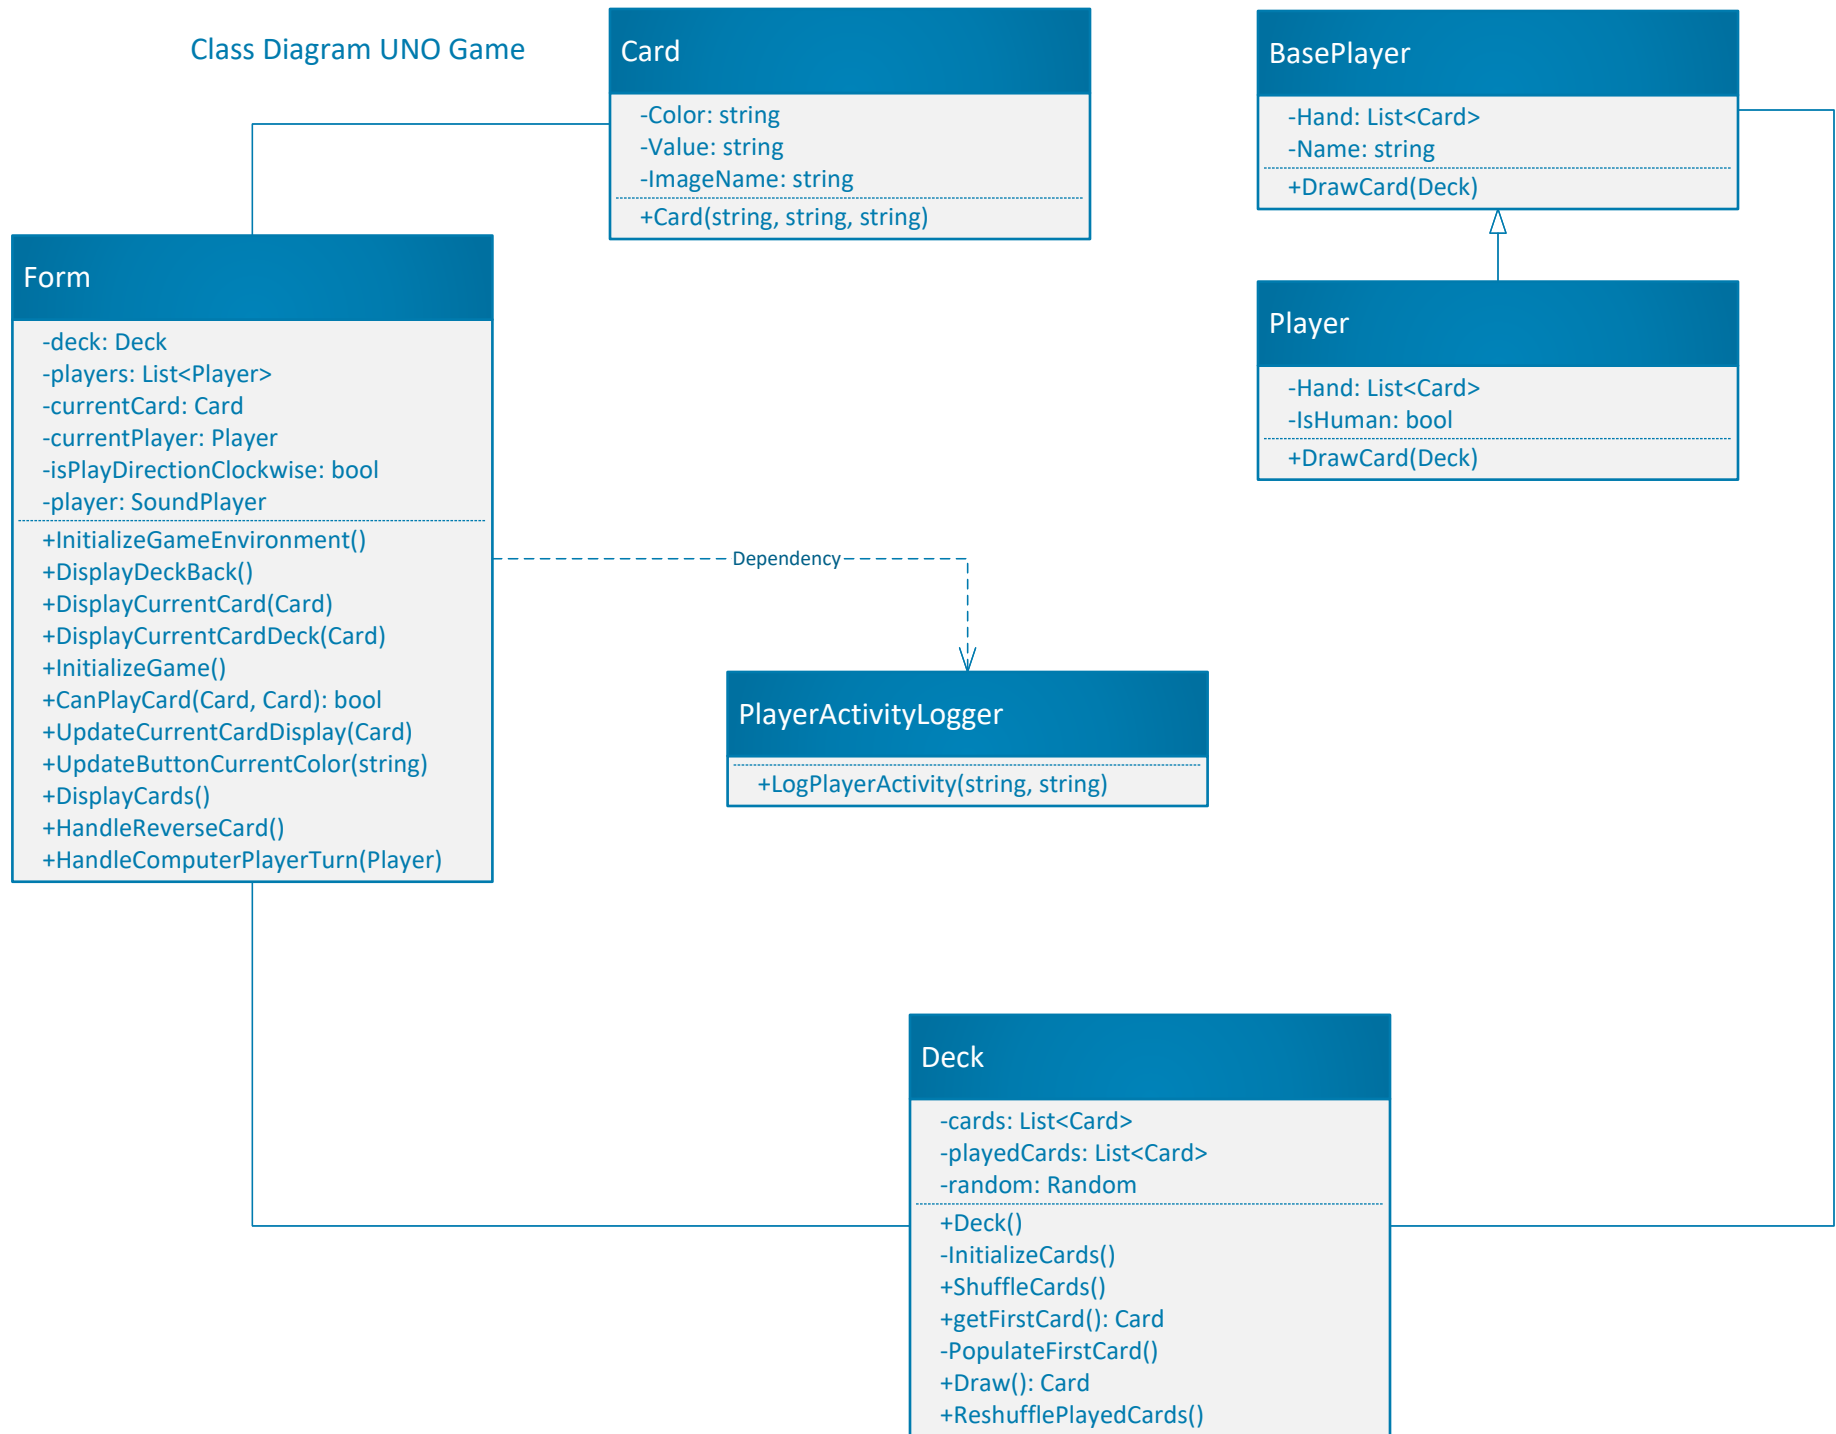 Class Diagram UNO Game
Card
-Color: string
-Value: string
-ImageName: string
+Card(string, string, string)
BasePlayer
-Hand: List<Card>
-Name: string
+DrawCard(Deck)
Player
-Hand: List<Card>
-IsHuman: bool
+DrawCard(Deck)
Form
-deck: Deck
-players: List<Player>
-currentCard: Card
-currentPlayer: Player
-isPlayDirectionClockwise: bool
-player: SoundPlayer
+InitializeGameEnvironment()
+DisplayDeckBack()
+DisplayCurrentCard(Card)
+DisplayCurrentCardDeck(Card)
+InitializeGame()
+CanPlayCard(Card, Card): bool
+UpdateCurrentCardDisplay(Card)
+UpdateButtonCurrentColor(string)
+DisplayCards()
+HandleReverseCard()
+HandleComputerPlayerTurn(Player)
Dependency
PlayerActivityLogger
+LogPlayerActivity(string, string)
Deck
-cards: List<Card>
-playedCards: List<Card>
-random: Random
+Deck()
-InitializeCards()
+ShuffleCards()
+getFirstCard(): Card
-PopulateFirstCard()
+Draw(): Card
+ReshufflePlayedCards()